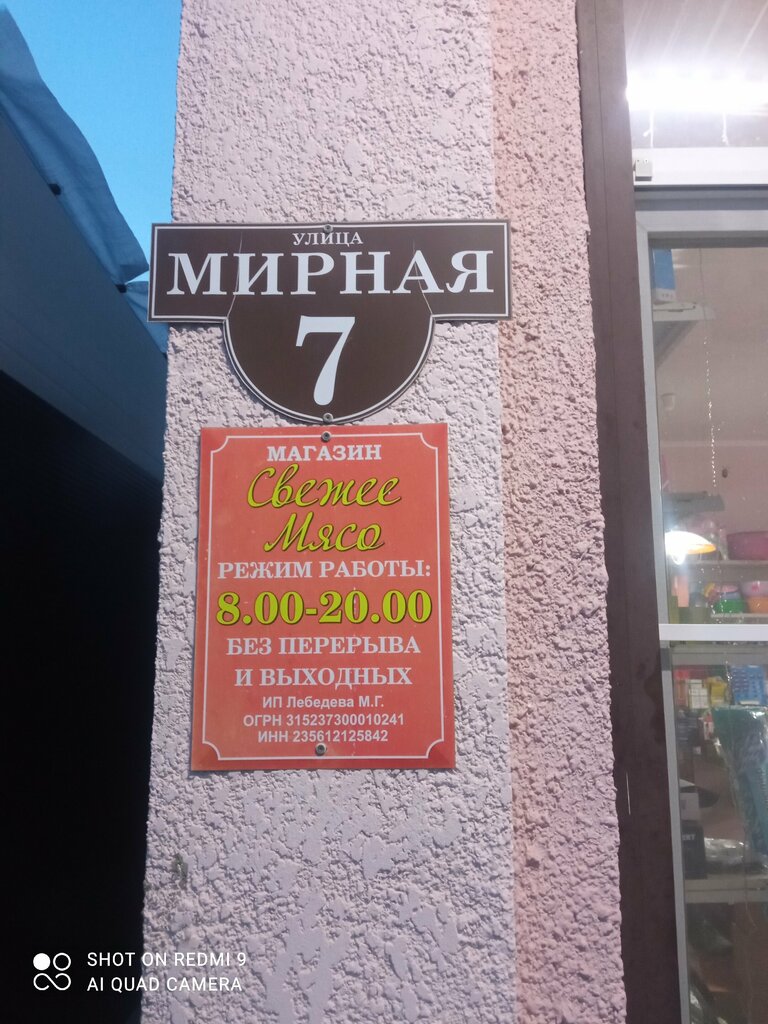 УЛИЦА
МИРНАЯ
7
МАГАЗИН
Свежее
Мясо
РЕЖИМ РАБОТЫ:
8.00-20.00
БЕЗ ПЕРЕРЫВА
И ВЫХОДНЫХ
ИП Лебедева М.Г.
ОГРН 315237300010241
ИНН 235612125842
SHOT ON REDMI 9
AI QUAD CAMERA